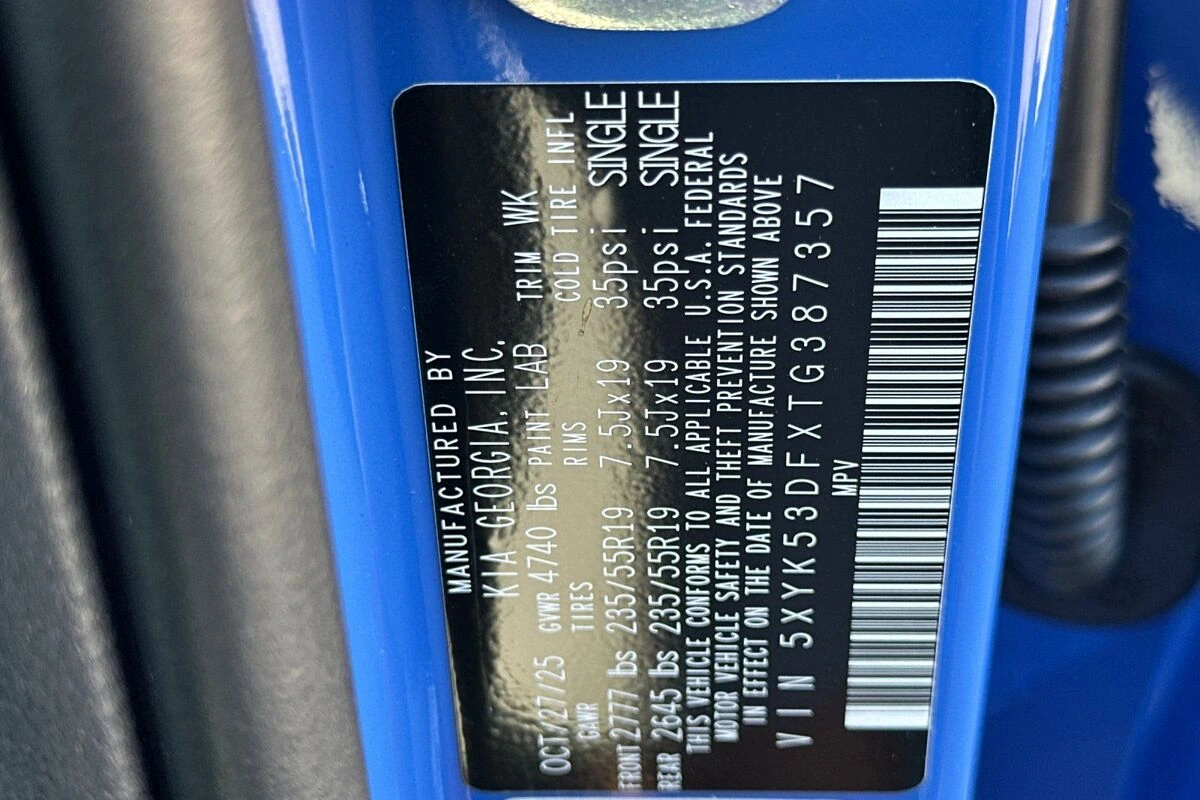 MANUFACTURED BY
KIA GEORGIA, INC.
OCT/27/25 GVWR 4740 lbs PAINT LAB TRIM WK
GAWR TIRES RIMS COLD TIRE INFL
FRONT 2777 lbs 235/55R19 7.5Jx19 35psi SINGLE
REAR 2645 lbs 235/55R19 7.5Jx19 35psi SINGLE
THIS VEHICLE CONFORMS TO ALL APPLICABLE U.S.A. FEDERAL
MOTOR VEHICLE SAFETY AND THEFT PREVENTION STANDARDS
IN EFFECT ON THE DATE OF MANUFACTURE SHOWN ABOVE
VIN 5XYK53DFXTG387357
MPV